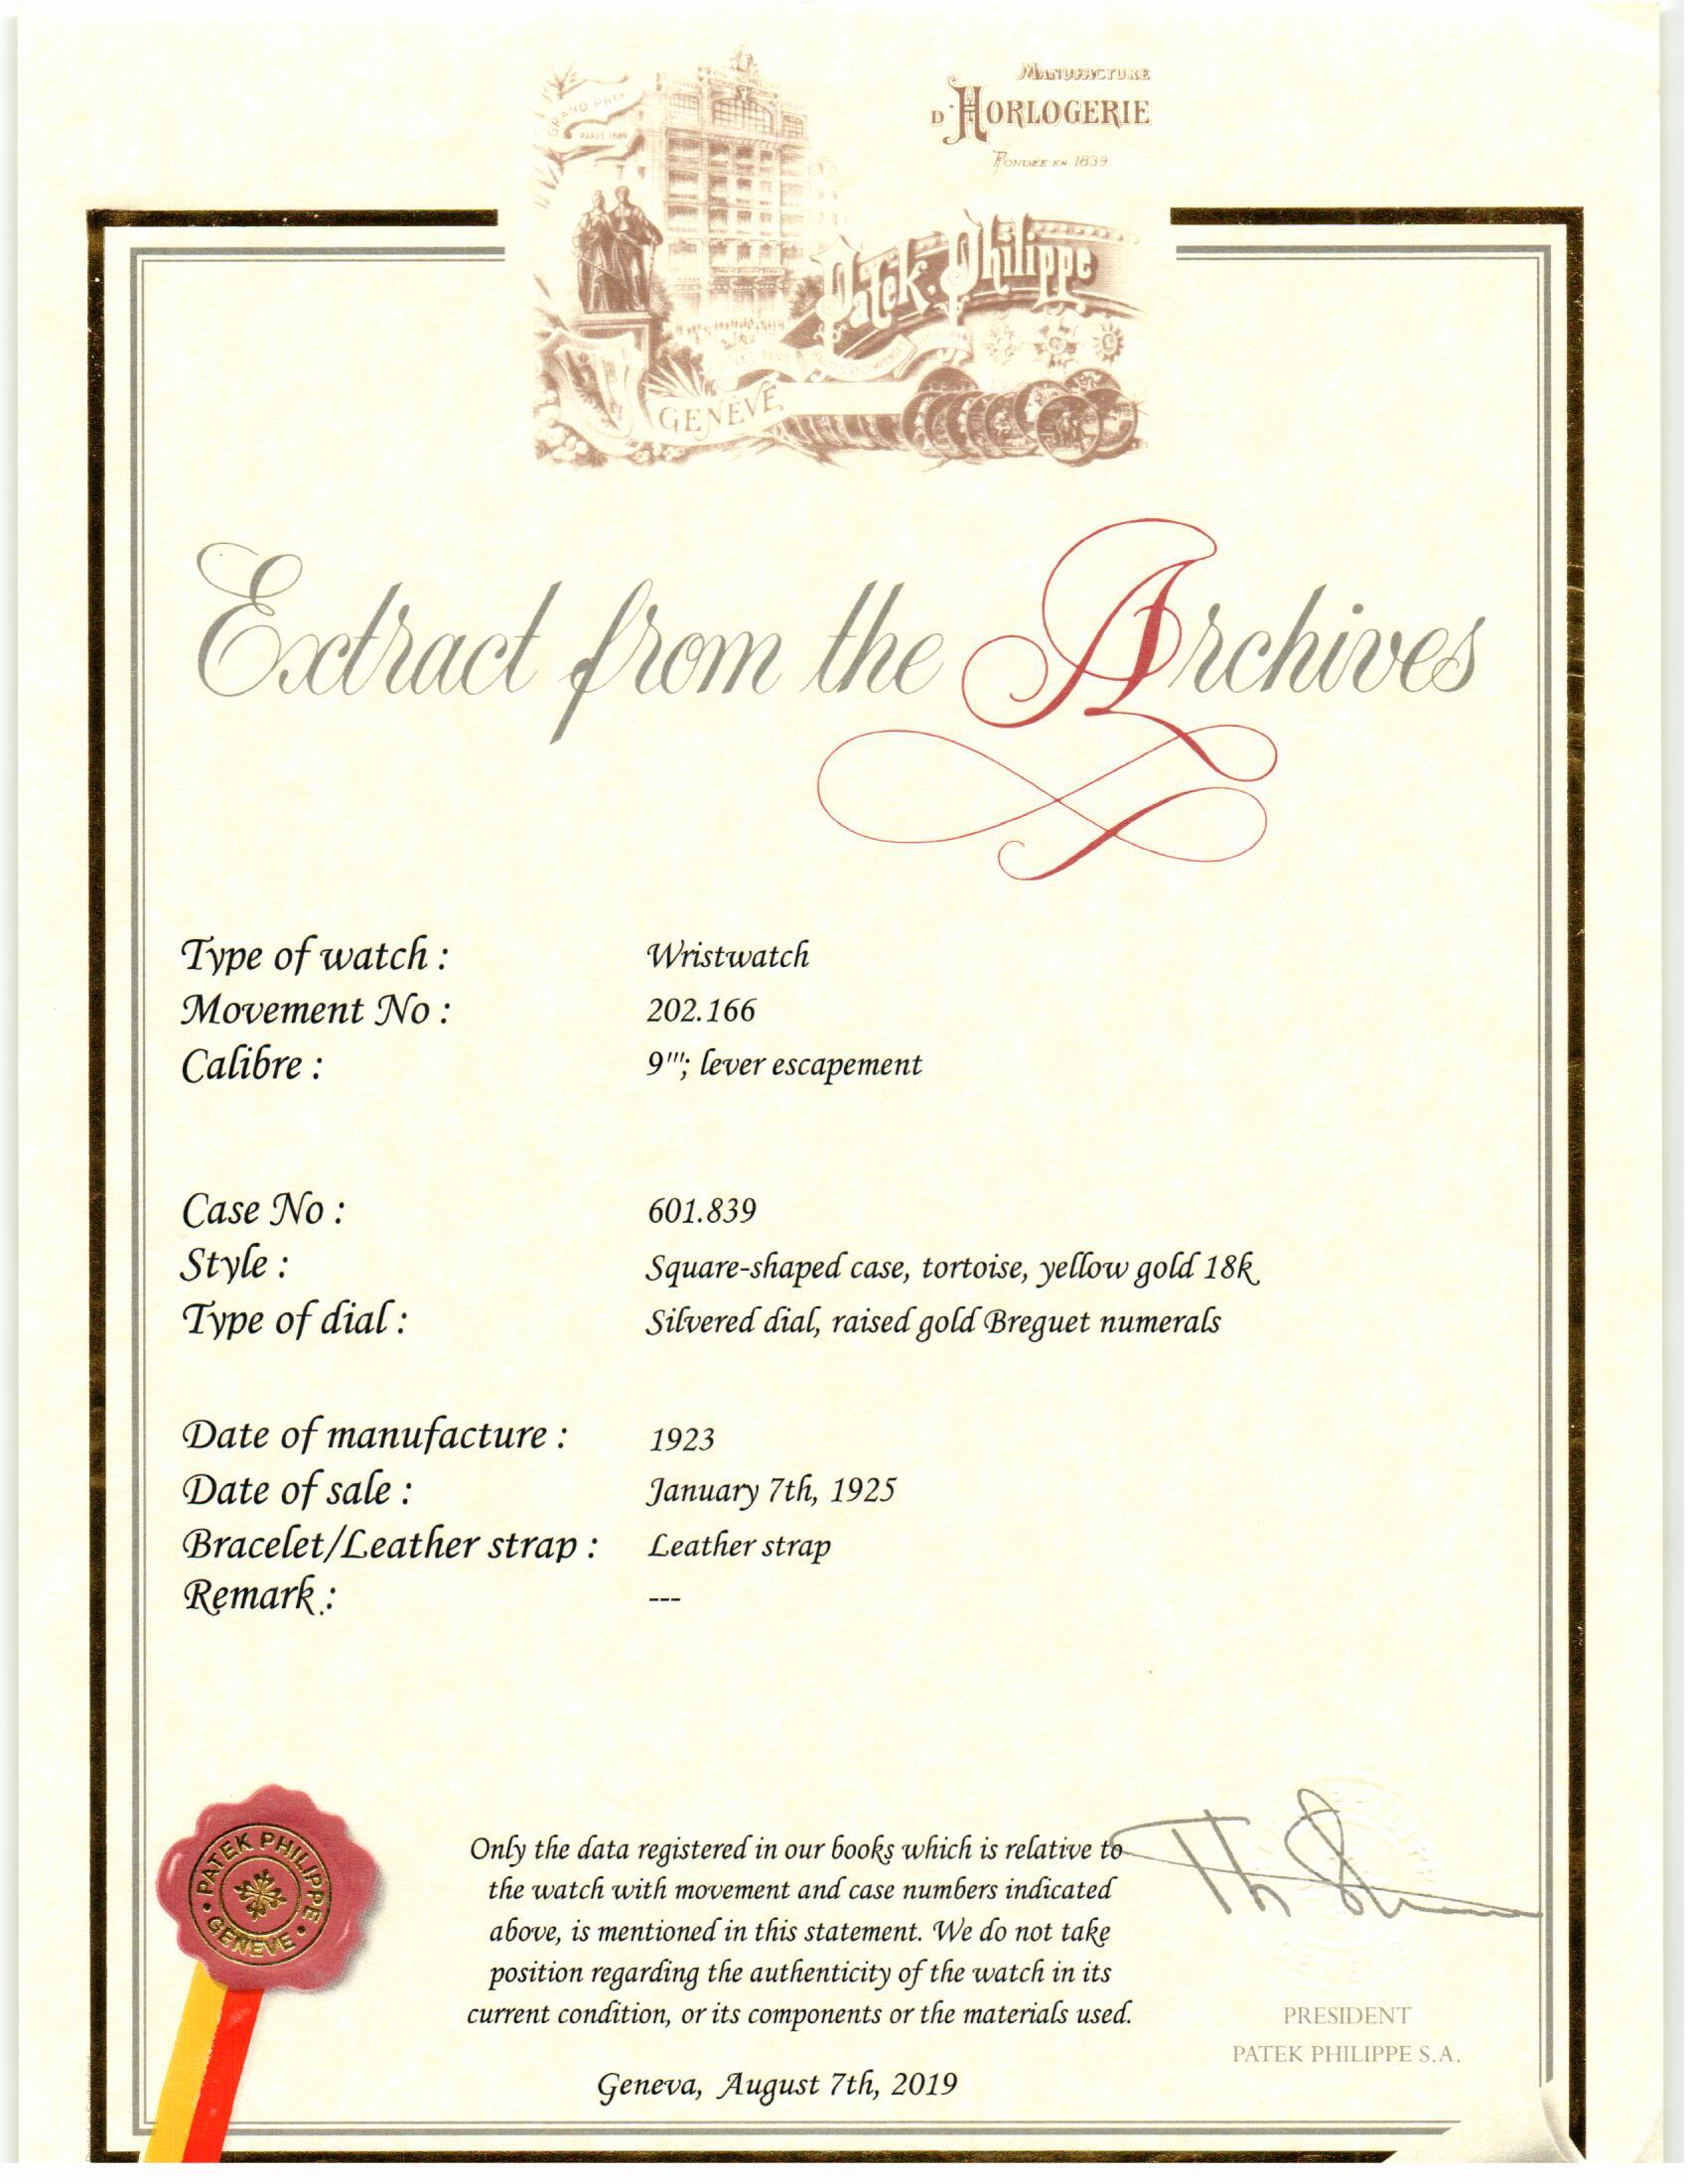 MANUFACTURE
D'HORLOGERIE
FONDÉE EN 1839
GRAND PRIX
PARIS 1889
Patek. Philippe
GENÈVE
Extract from the Archives
Type of watch : Wristwatch
Movement No : 202.166
Calibre : 9'''; lever escapement
Case No : 601.839
Style : Square-shaped case, tortoise, yellow gold 18k
Type of dial : Silvered dial, raised gold Breguet numerals
Date of manufacture : 1923
Date of sale : January 7th, 1925
Bracelet/Leather strap : Leather strap
Remark : ---
PATEK PHILIPPE
GENEVE
Only the data registered in our books which is relative to
the watch with movement and case numbers indicated
above, is mentioned in this statement. We do not take
position regarding the authenticity of the watch in its
current condition, or its components or the materials used.
Geneva, August 7th, 2019
PRESIDENT
PATEK PHILIPPE S.A.